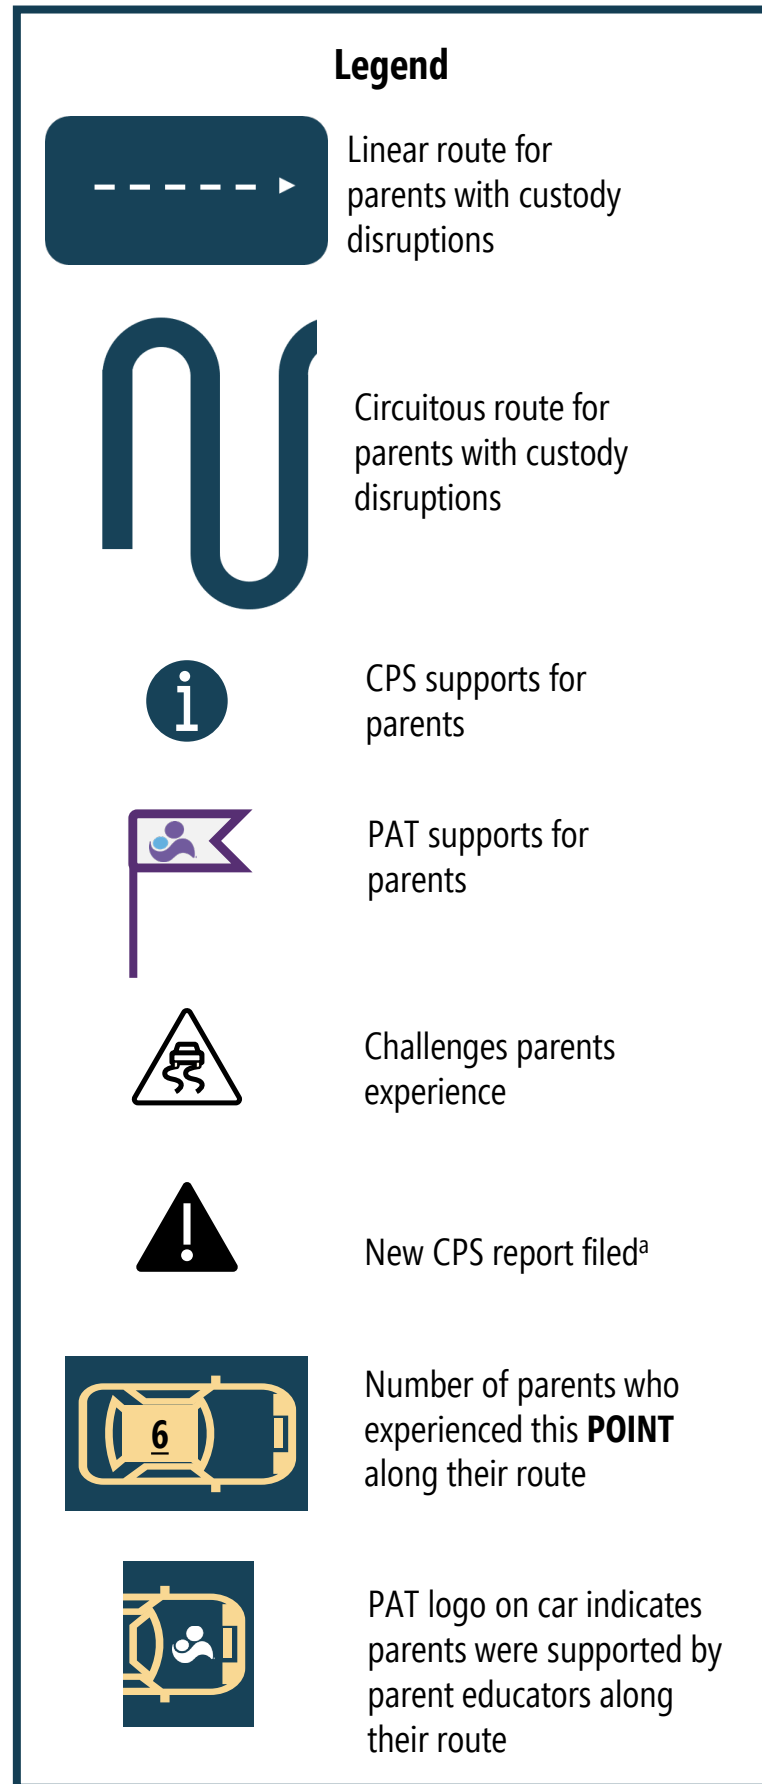 Legend
Linear route for
parents with custody
disruptions
Circuitous route for
parents with custody
disruptions
i
CPS supports for
parents
PAT supports for
parents
Challenges parents
experience
!
New CPS report filedᵃ
6
Number of parents who
experienced this POINT
along their route
PAT logo on car indicates
parents were supported by
parent educators along
their route